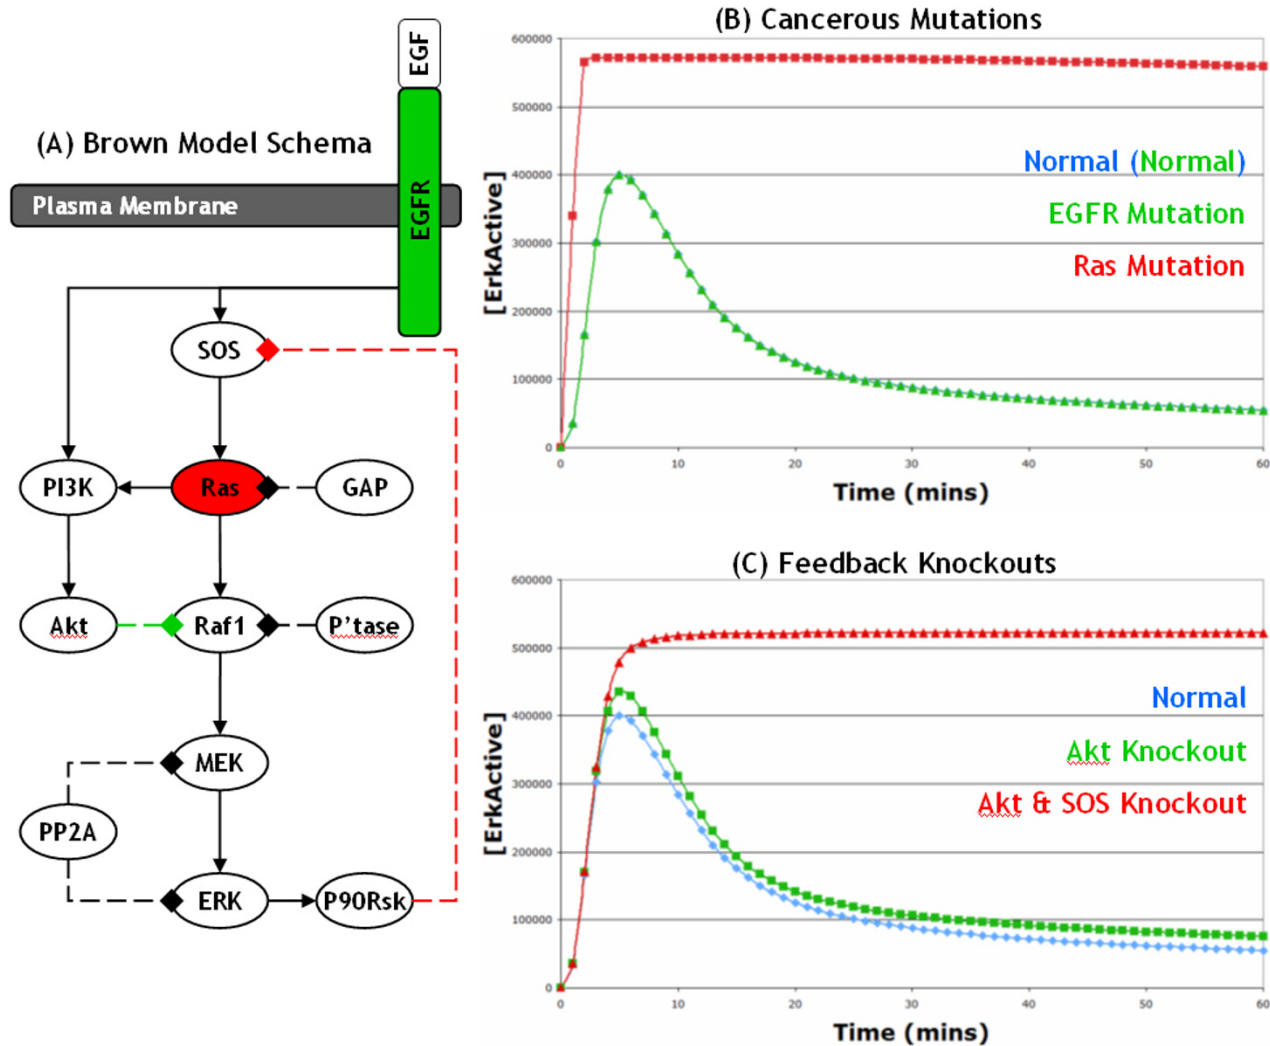 (A) Brown Model Schema
EGF
EGFR
Plasma Membrane
SOS
PI3K
Ras
GAP
Akt
Raf1
P'tase
MEK
PP2A
ERK
P90Rsk
(B) Cancerous Mutations
[ErkActive]
600000
500000
400000
300000
200000
100000
0
0 10 20 30 40 50 60
Time (mins)
Normal (Normal)
EGFR Mutation
Ras Mutation
(C) Feedback Knockouts
[ErkActive]
600000
500000
400000
300000
200000
100000
0
0 10 20 30 40 50 60
Time (mins)
Normal
Akt Knockout
Akt & SOS Knockout